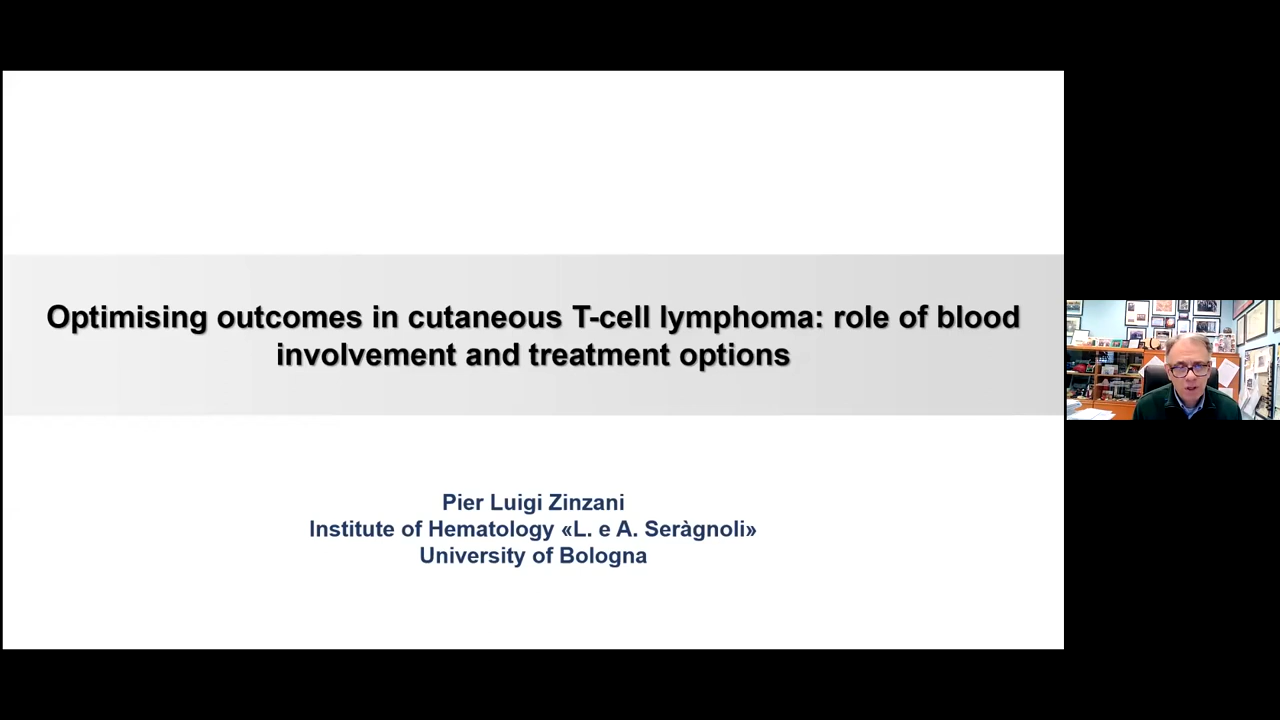 Optimising outcomes in cutaneous T-cell lymphoma: role of blood
involvement and treatment options
Pier Luigi Zinzani
Institute of Hematology «L. e A. Seràgnoli»
University of Bologna